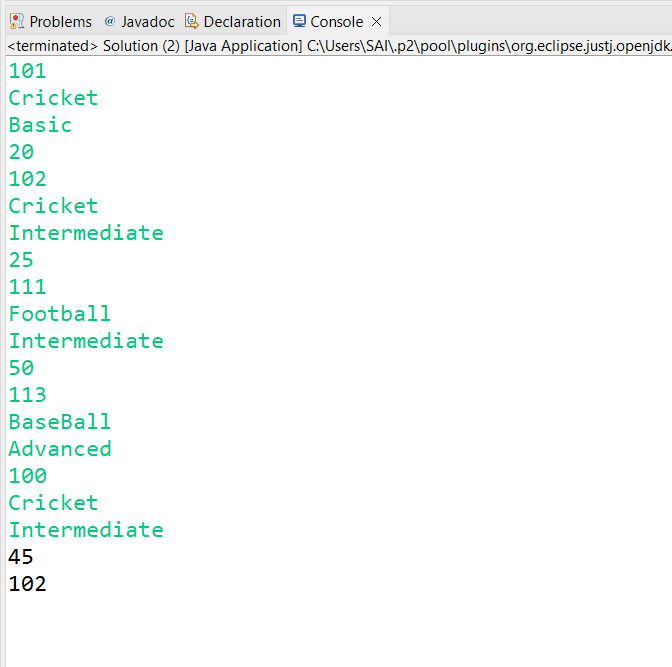 Problems @ Javadoc Declaration Console
<terminated> Solution (2) [Java Application] C:\Users\SAI\.p2\pool\plugins\org.eclipse.justj.openjdk.
101
Cricket
Basic
20
102
Cricket
Intermediate
25
111
Football
Intermediate
50
113
BaseBall
Advanced
100
Cricket
Intermediate
45
102